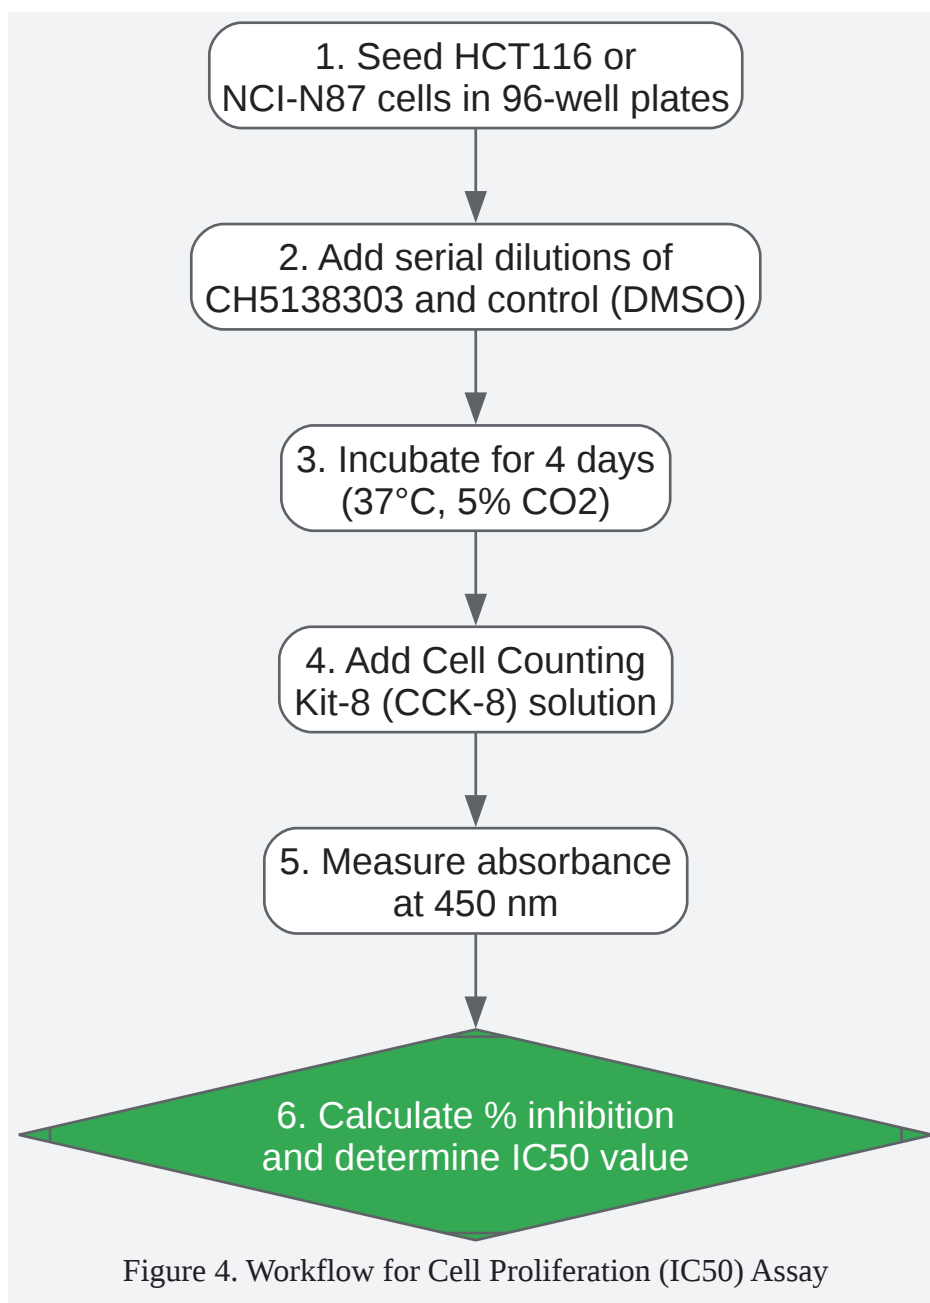 1. Seed HCT116 or
NCI-N87 cells in 96-well plates
2. Add serial dilutions of
CH5138303 and control (DMSO)
3. Incubate for 4 days
(37°C, 5% CO2)
4. Add Cell Counting
Kit-8 (CCK-8) solution
5. Measure absorbance
at 450 nm
6. Calculate % inhibition
and determine IC50 value
Figure 4. Workflow for Cell Proliferation (IC50) Assay